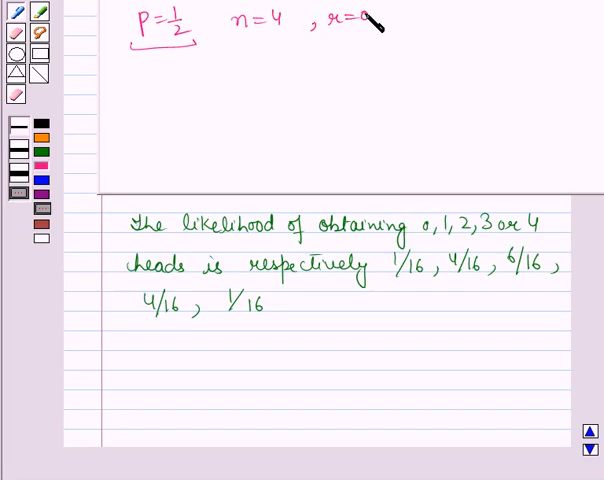 P = 1/2 n = 4 , r = 0
The likelihood of obtaining 0, 1, 2, 3 or 4
heads is respectively 1/16 , 4/16 , 6/16 ,
4/16 , 1/16